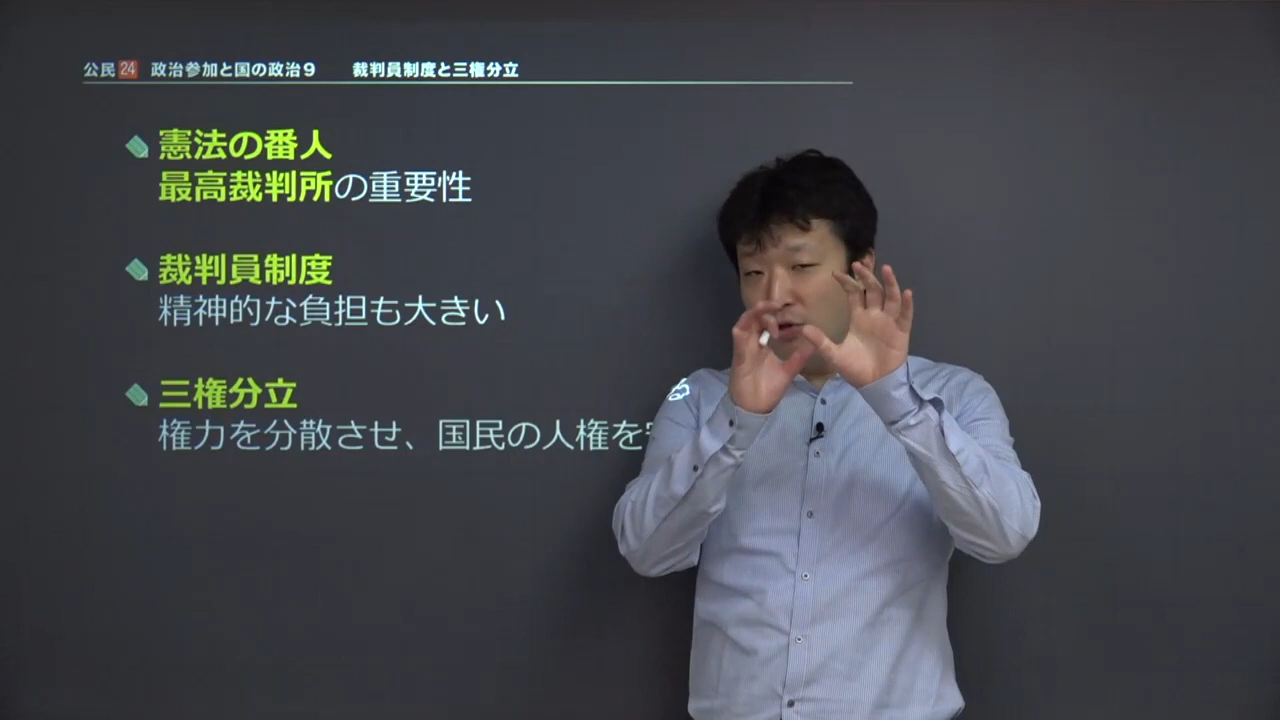 公民 24 政治参加と国の政治9 裁判員制度と三権分立
憲法の番人
最高裁判所の重要性
裁判員制度
精神的な負担も大きい
三権分立
権力を分散させ、国民の人権を